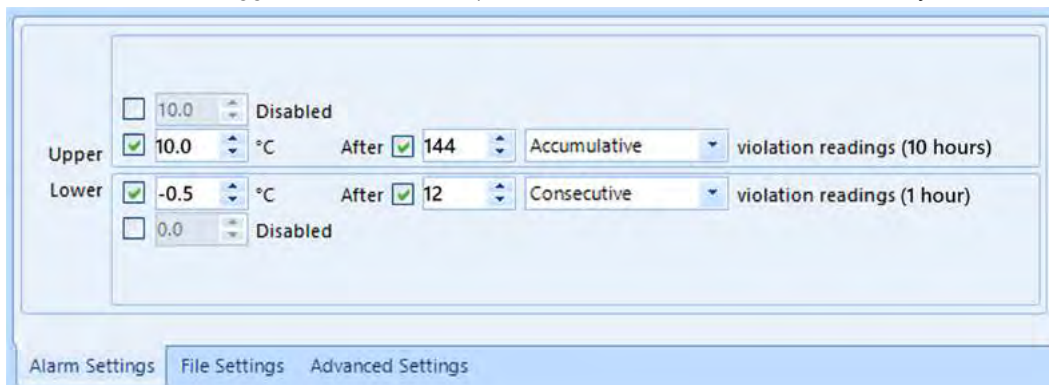 10.0 Disabled
Upper 10.0 °C After 144 Accumulative violation readings (10 hours)
Lower -0.5 °C After 12 Consecutive violation readings (1 hour)
0.0 Disabled
Alarm Settings File Settings Advanced Settings